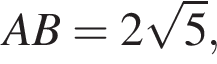 AB = 2√5,